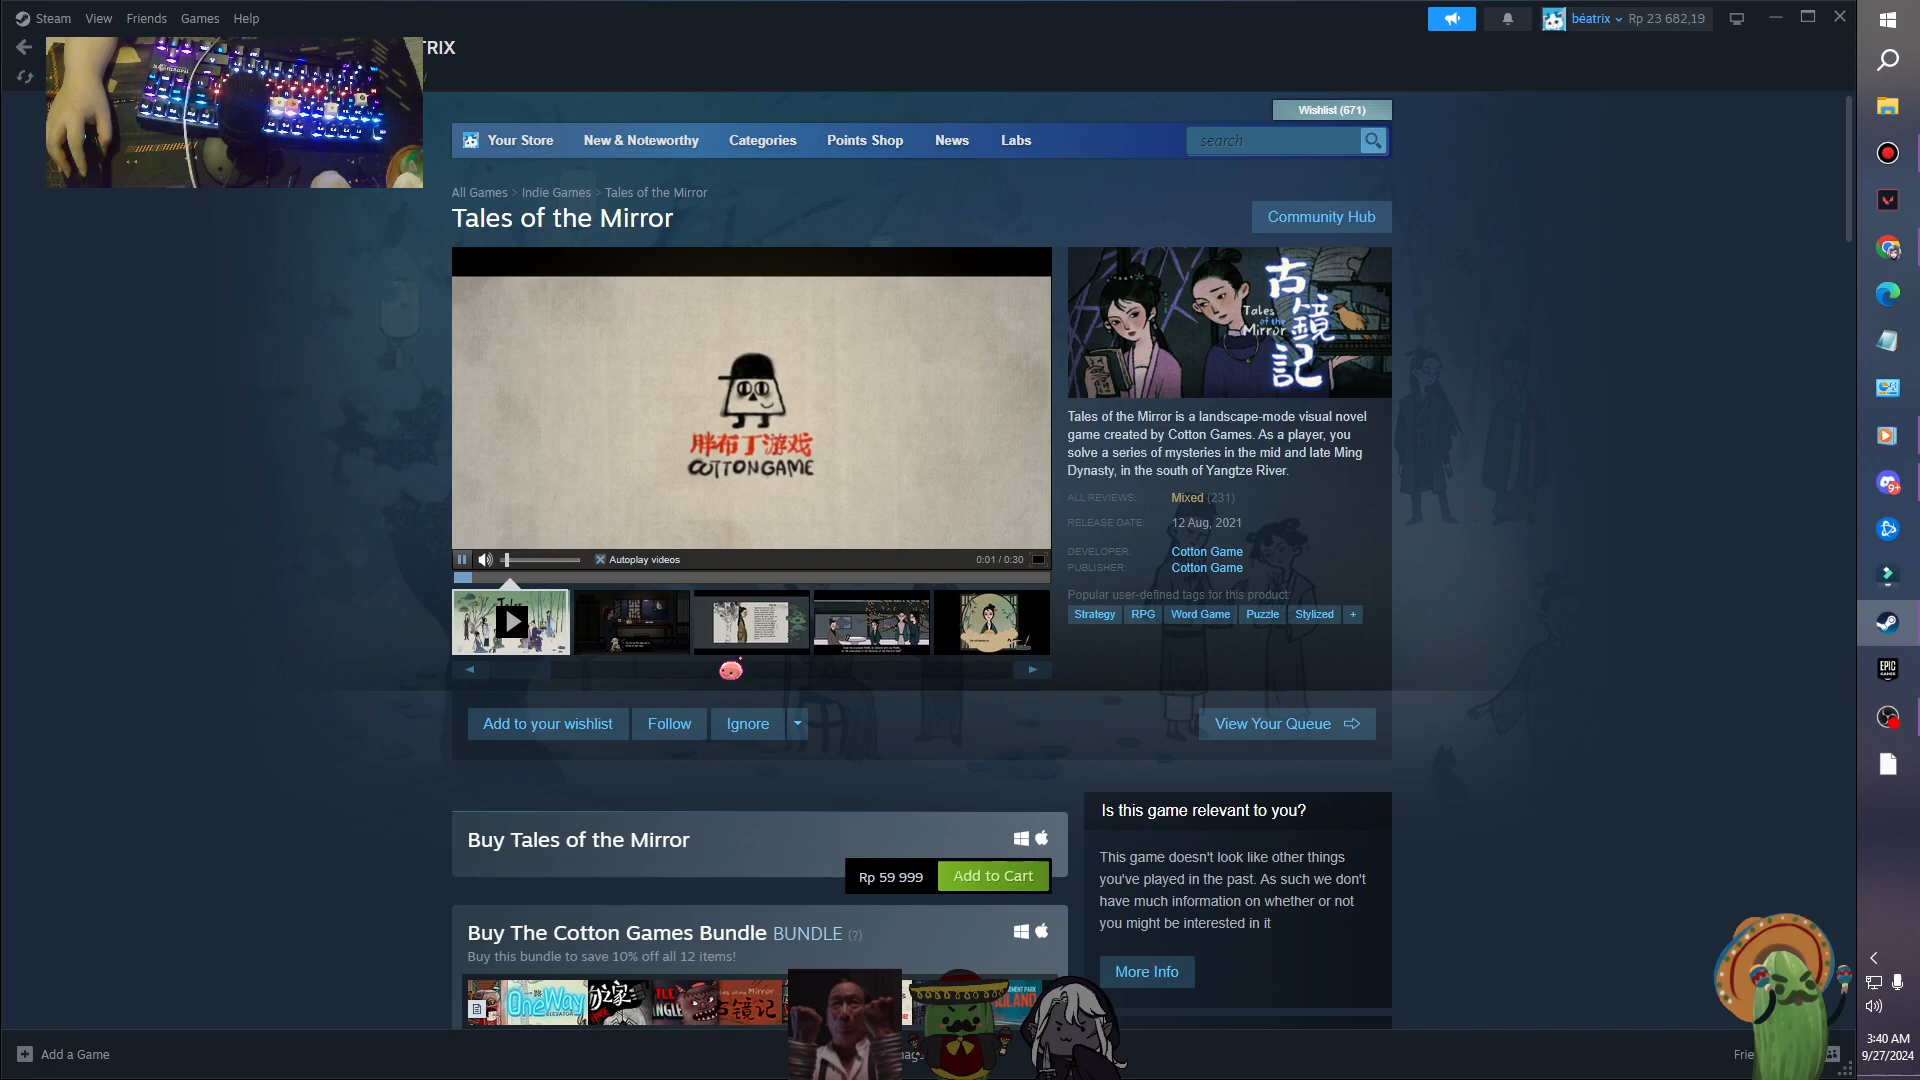 Steam View Friends Games Help
béatrix Rp 23 682,19
TRIX
Wishlist (671)
Your Store New & Noteworthy Categories Points Shop News Labs
search
All Games > Indie Games > Tales of the Mirror
Tales of the Mirror
Community Hub
胖布丁游戏
COTTONGAME
古鏡記
Tales
of the
Mirror
Tales of the Mirror is a landscape-mode visual novel
game created by Cotton Games. As a player, you
solve a series of mysteries in the mid and late Ming
Dynasty, in the south of Yangtze River.
ALL REVIEWS: Mixed (231)
RELEASE DATE: 12 Aug, 2021
DEVELOPER: Cotton Game
PUBLISHER: Cotton Game
Popular user-defined tags for this product:
Strategy RPG Word Game Puzzle Stylized +
Autoplay videos
0:01 / 0:30
Add to your wishlist Follow Ignore
View Your Queue
Buy Tales of the Mirror
Rp 59 999 Add to Cart
Is this game relevant to you?
This game doesn't look like other things
you've played in the past. As such we don't
have much information on whether or not
you might be interested in it
More Info
Buy The Cotton Games Bundle BUNDLE (?)
Buy this bundle to save 10% off all 12 items!
OneWay
ELEVATOR
古镜记
9+
EPIC
GAMES
Add a Game
Frie
3:40 AM
9/27/2024